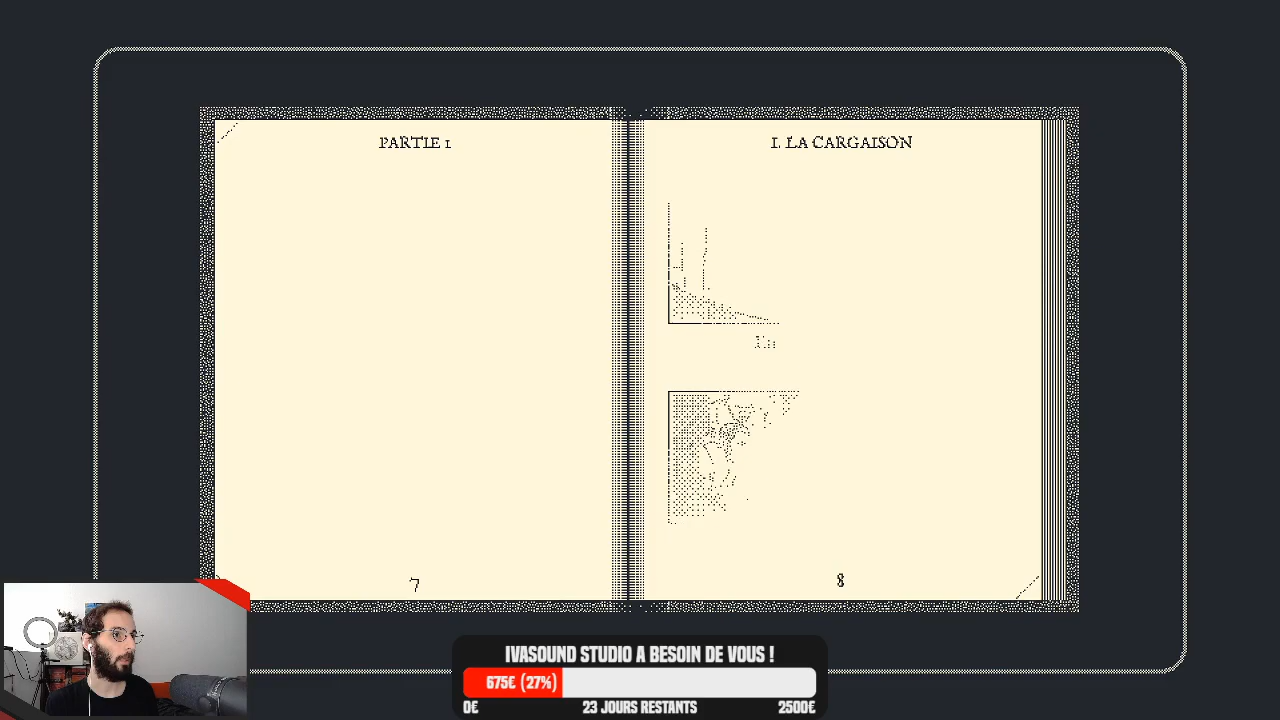 PARTIE 1
I. LA CARGAISON
7
8
IVASOUND STUDIO A BESOIN DE VOUS !
675€ (27%)
0€ 23 JOURS RESTANTS 2500€